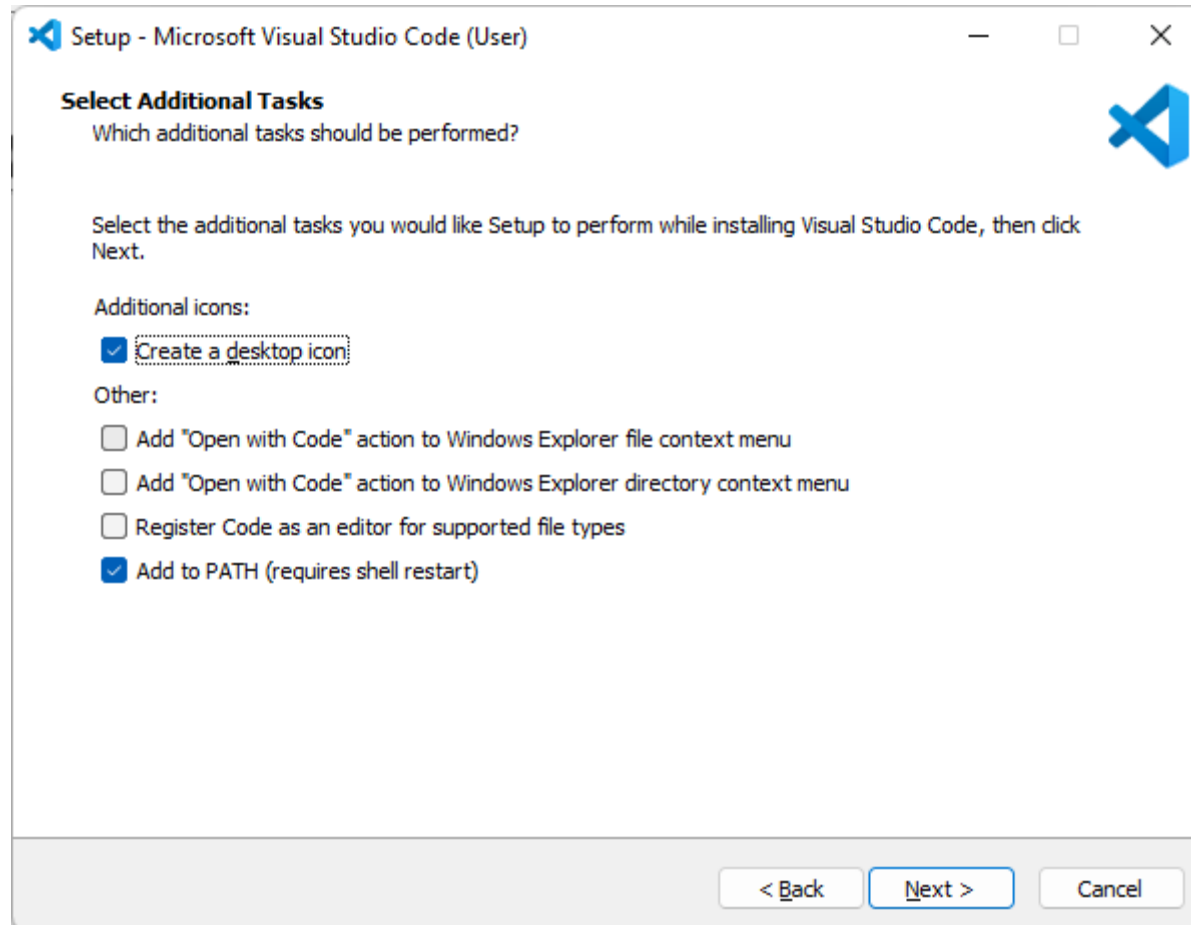 Setup - Microsoft Visual Studio Code (User)
Select Additional Tasks
Which additional tasks should be performed?
Select the additional tasks you would like Setup to perform while installing Visual Studio Code, then click
Next.
Additional icons:
Create a desktop icon
Other:
Add "Open with Code" action to Windows Explorer file context menu
Add "Open with Code" action to Windows Explorer directory context menu
Register Code as an editor for supported file types
Add to PATH (requires shell restart)
< Back
Next >
Cancel